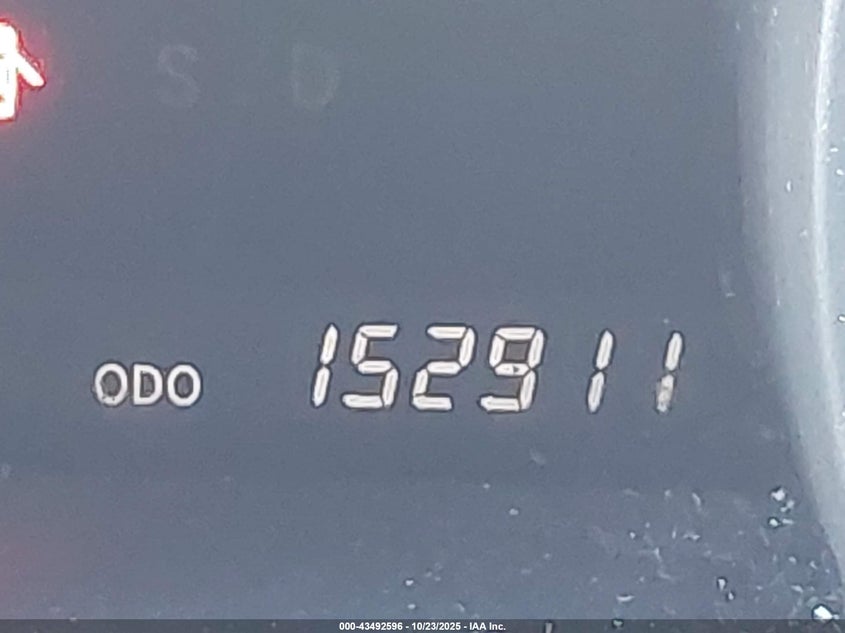 S D
ODO 152911
000-43492596 - 10/23/2025 - IAA Inc.